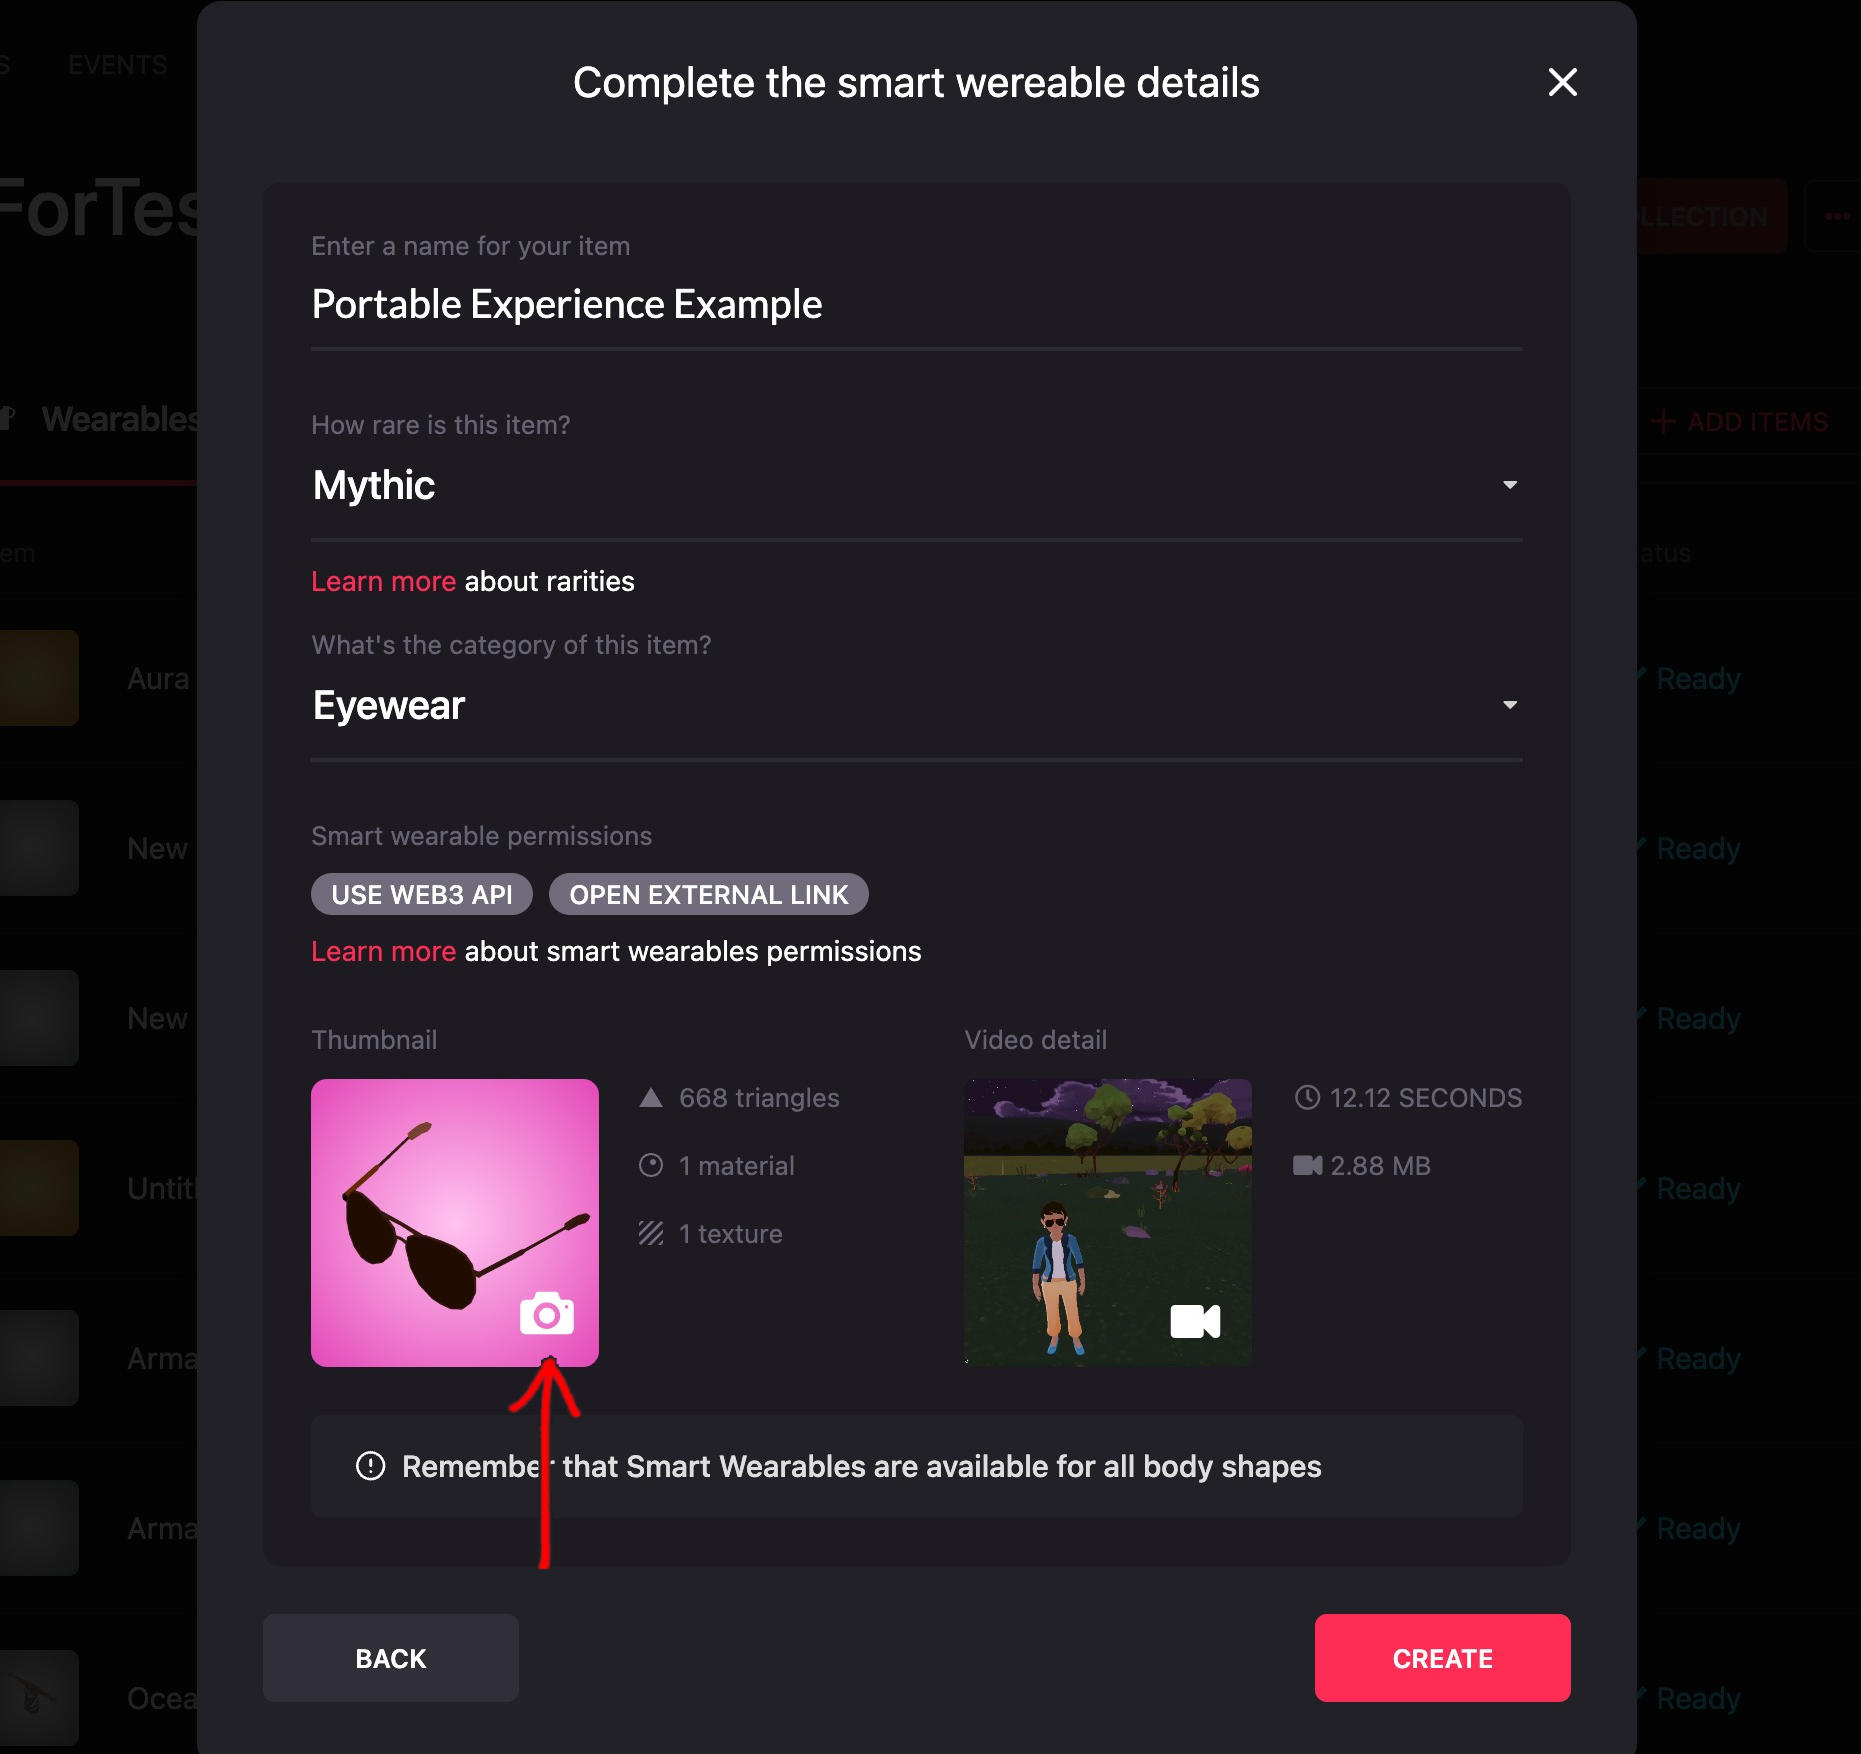 EVENTS
Complete the smart wereable details
ForTes
LLECTION
Enter a name for your item
Portable Experience Example
How rare is this item?
Wearables
Mythic
ADD ITEMS
Learn more about rarities
What's the category of this item?
Aura
Eyewear
Ready
Smart wearable permissions
New
USE WEB3 API
OPEN EXTERNAL LINK
Ready
Learn more about smart wearables permissions
New
Thumbnail
Video detail
Ready
668 triangles
12.12 SECONDS
1 material
2.88 MB
Untitl
Ready
1 texture
Arma
Ready
Remember that Smart Wearables are available for all body shapes
Arma
Ready
BACK
CREATE
Ocea
Ready